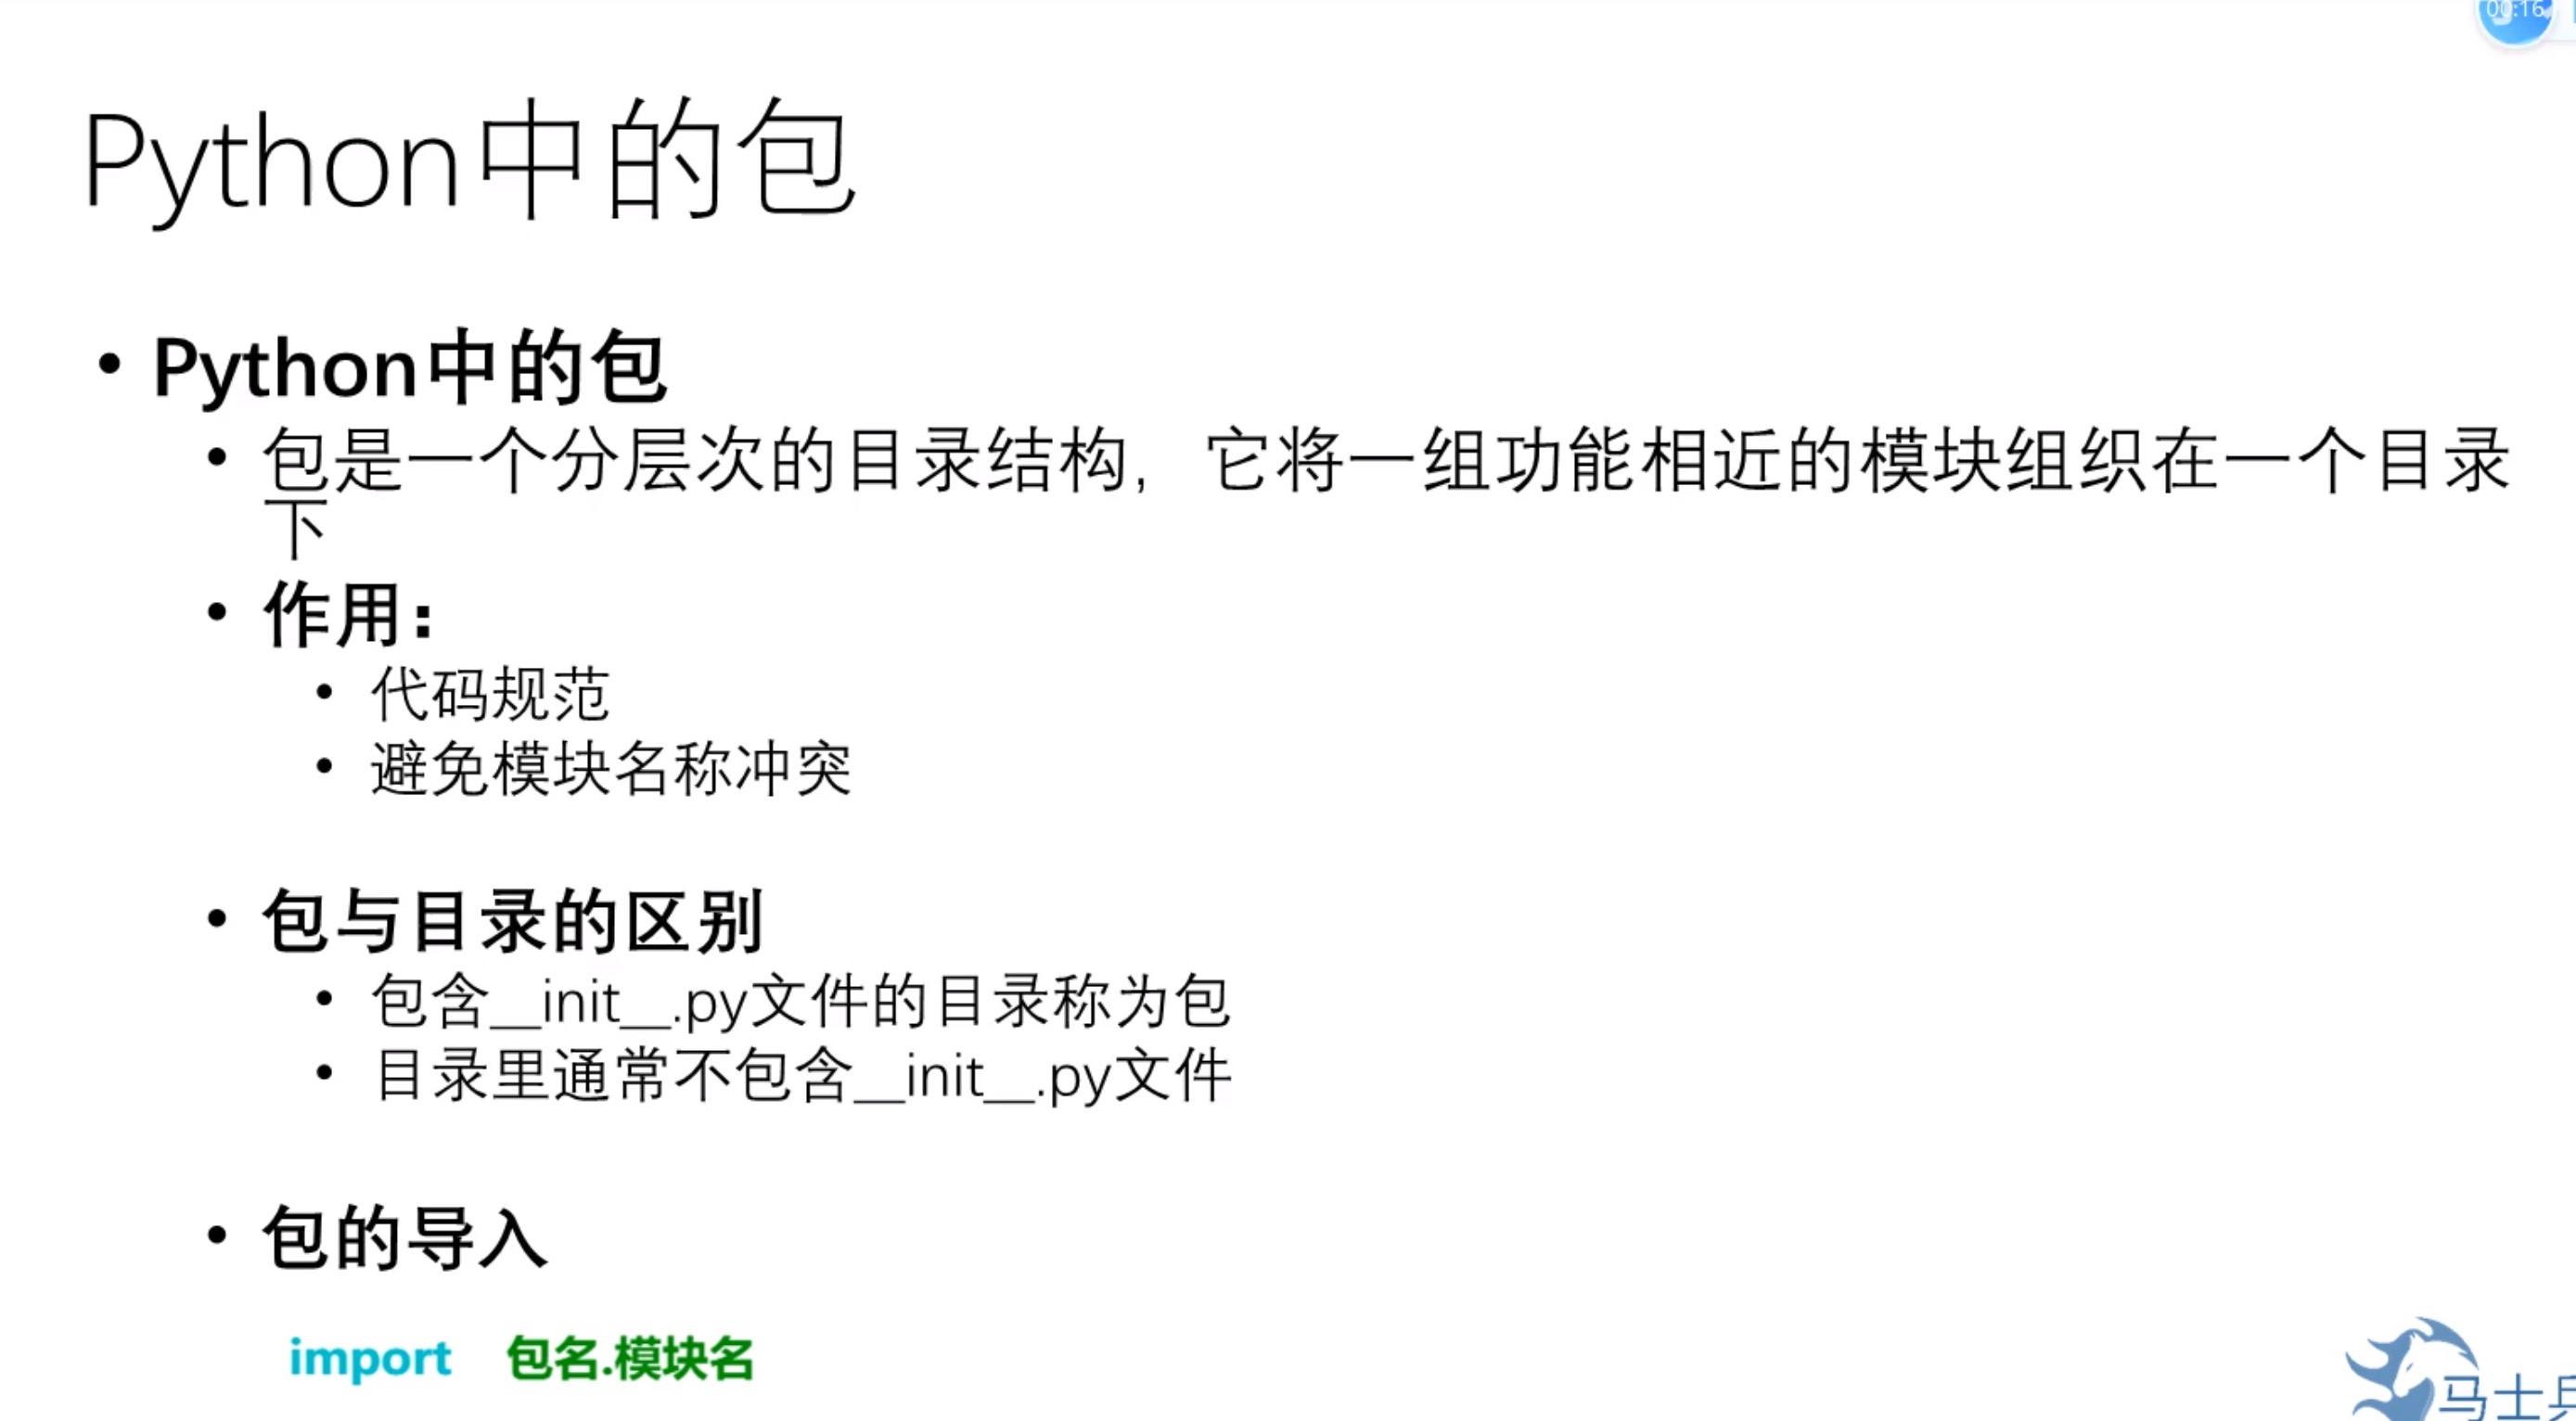 00:16
Python中的包
• Python中的包
• 包是一个分层次的目录结构，它将一组功能相近的模块组织在一个目录
下
• 作用：
• 代码规范
• 避免模块名称冲突
• 包与目录的区别
• 包含__init__.py文件的目录称为包
• 目录里通常不包含__init__.py文件
• 包的导入
import 包名.模块名
马士兵